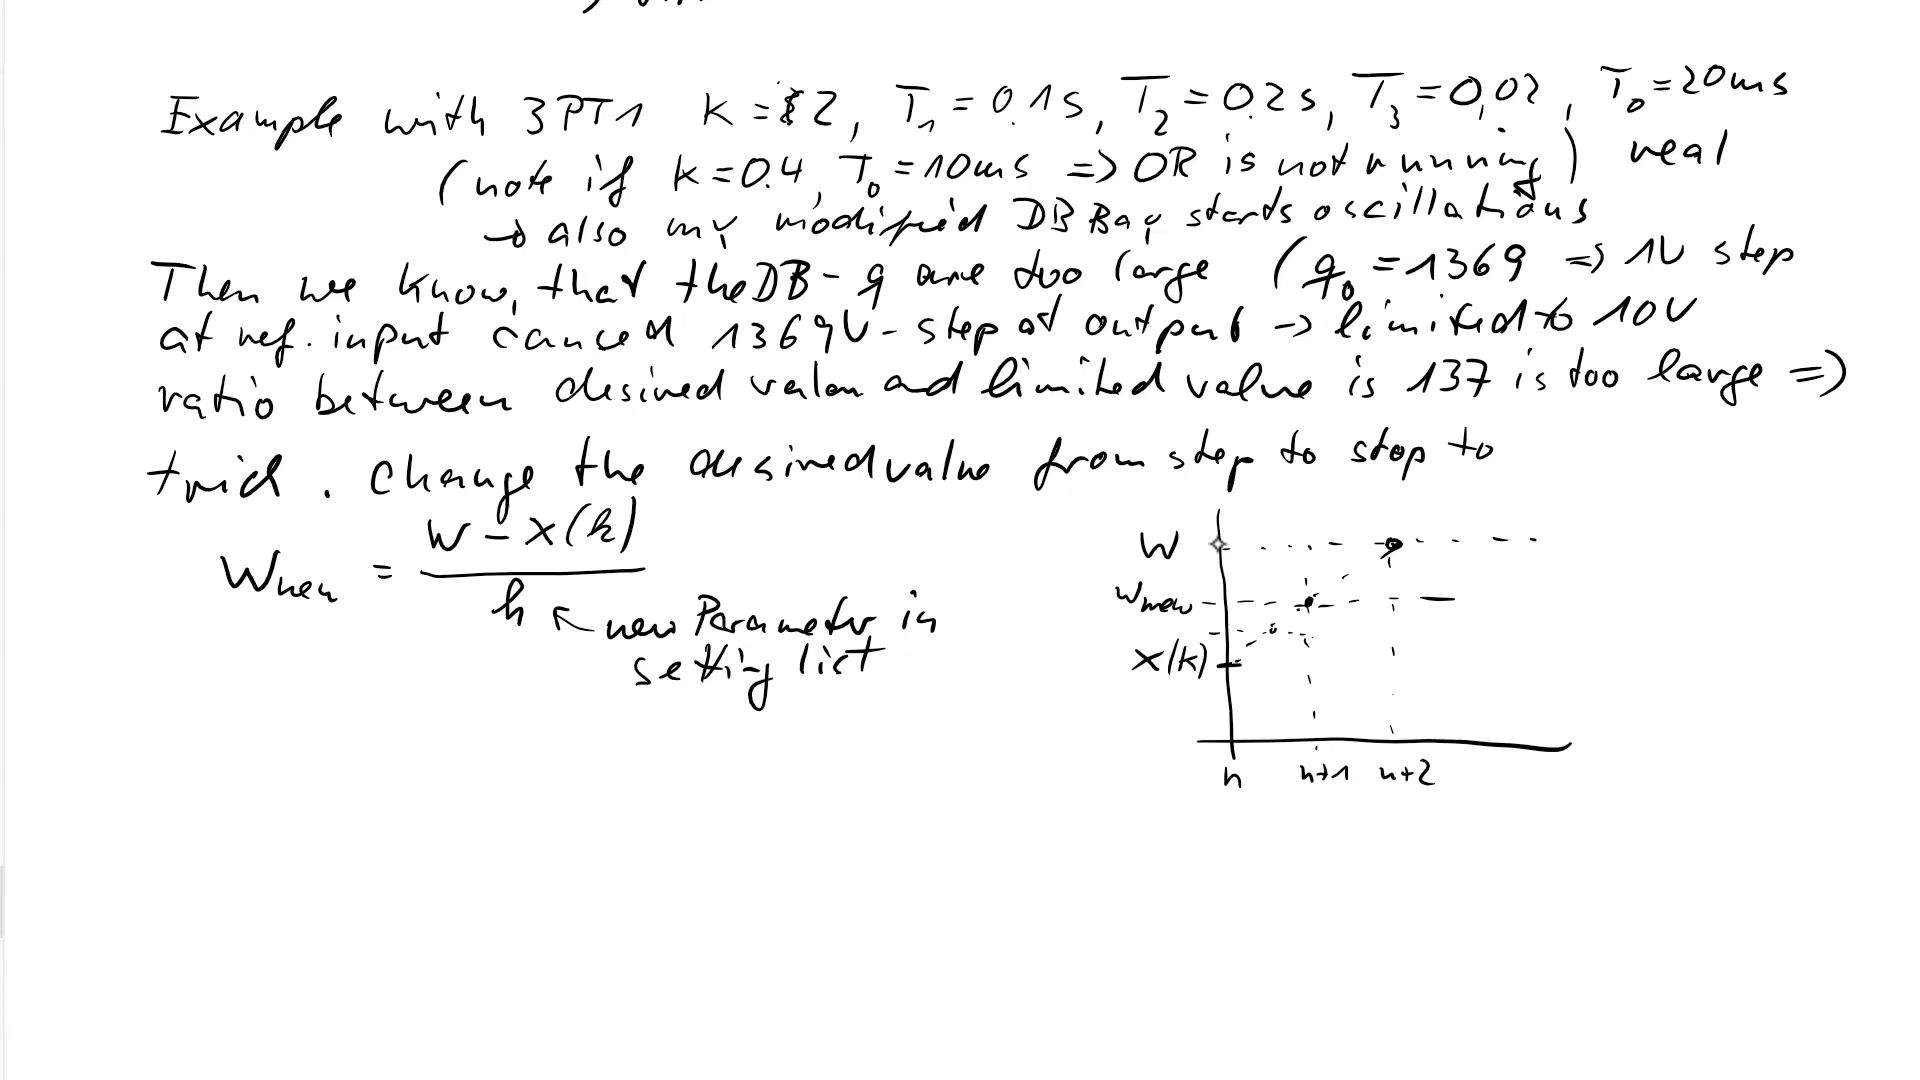 Example with 3PT1 K = 2, T1 = 0.1s, T2 = 0.2s, T3 = 0,02, T0 = 20ms
(note if K = 0.4, T0 = 10ms => OR is not running) real
→ also my modified DB Bay starts oscillations
Then we know, that the DB - q are too large (q0 = 1369 => 1V step
at ref. input caused 1369V - step at output -> limited to 10V
ratio between desired value and limited value is 137 is too large =>
trick. Change the desired value from step to stop to
Wnew = (W - x(k)) / h ← new Parameter in
setting list
W
Wnew
x(k)
n n+1 n+2